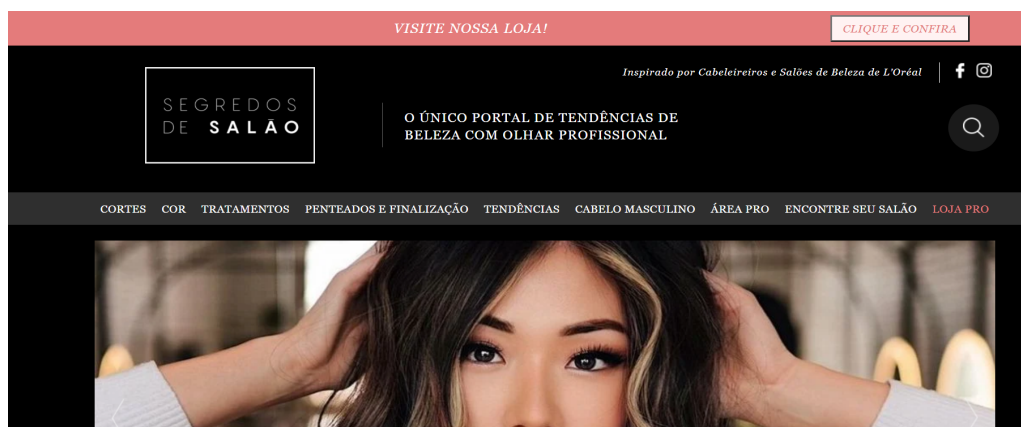 VISITE NOSSA LOJA!
CLIQUE E CONFIRA
Inspirado por Cabeleireiros e Salões de Beleza de L'Oréal
SEGREDOS
DE SALÃO
O ÚNICO PORTAL DE TENDÊNCIAS DE
BELEZA COM OLHAR PROFISSIONAL
CORTES COR TRATAMENTOS PENTEADOS E FINALIZAÇÃO TENDÊNCIAS CABELO MASCULINO ÁREA PRO ENCONTRE SEU SALÃO LOJA PRO